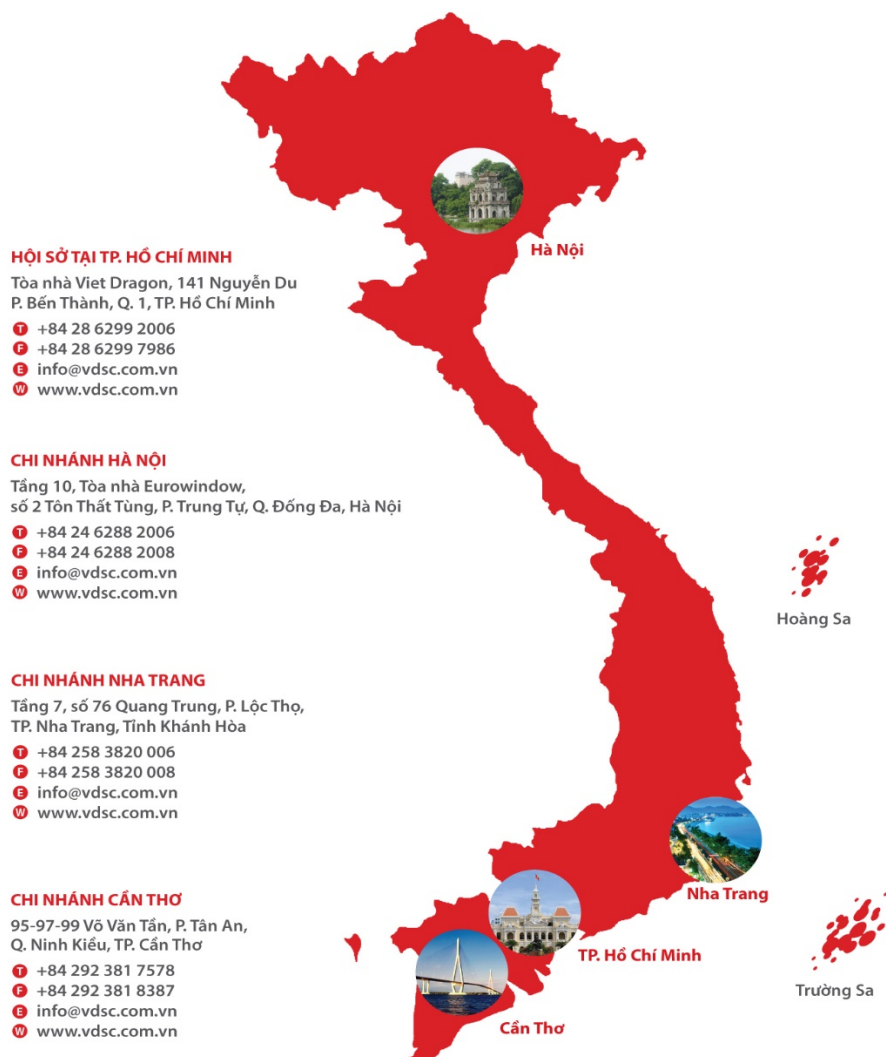 HỘI SỞ TẠI TP. HỒ CHÍ MINH
Tòa nhà Viet Dragon, 141 Nguyễn Du
P. Bến Thành, Q. 1, TP. Hồ Chí Minh
T +84 28 6299 2006
F +84 28 6299 7986
E info@vdsc.com.vn
W www.vdsc.com.vn
CHI NHÁNH HÀ NỘI
Tầng 10, Tòa nhà Eurowindow,
số 2 Tôn Thất Tùng, P. Trung Tự, Q. Đống Đa, Hà Nội
T +84 24 6288 2006
F +84 24 6288 2008
E info@vdsc.com.vn
W www.vdsc.com.vn
CHI NHÁNH NHA TRANG
Tầng 7, số 76 Quang Trung, P. Lộc Thọ,
TP. Nha Trang, Tỉnh Khánh Hòa
T +84 258 3820 006
F +84 258 3820 008
E info@vdsc.com.vn
W www.vdsc.com.vn
CHI NHÁNH CẦN THƠ
95-97-99 Võ Văn Tần, P. Tân An,
Q. Ninh Kiều, TP. Cần Thơ
T +84 292 381 7578
F +84 292 381 8387
E info@vdsc.com.vn
W www.vdsc.com.vn
Hà Nội
Hoàng Sa
Nha Trang
TP. Hồ Chí Minh
Trường Sa
Cần Thơ